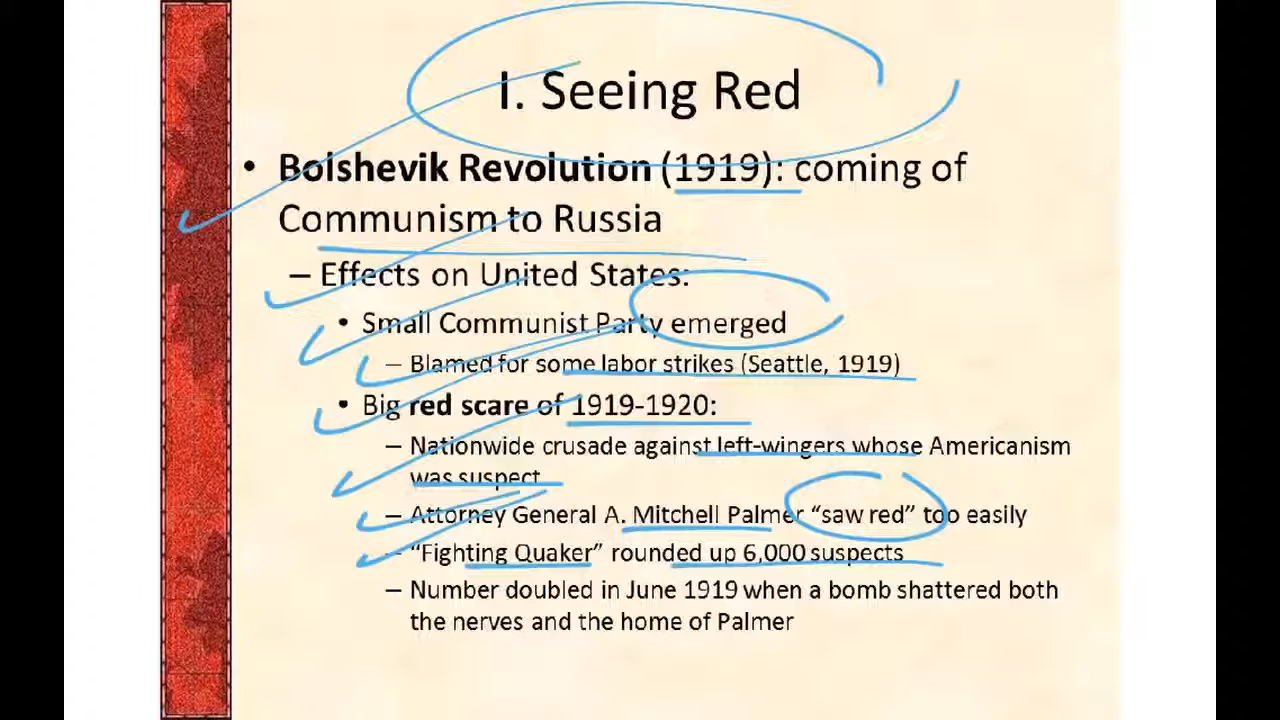 I. Seeing Red
• Bolshevik Revolution (1919): coming of
Communism to Russia
– Effects on United States:
• Small Communist Party emerged
– Blamed for some labor strikes (Seattle, 1919)
• Big red scare of 1919-1920:
– Nationwide crusade against left-wingers whose Americanism
was suspect
– Attorney General A. Mitchell Palmer “saw red” too easily
– “Fighting Quaker” rounded up 6,000 suspects
– Number doubled in June 1919 when a bomb shattered both
the nerves and the home of Palmer